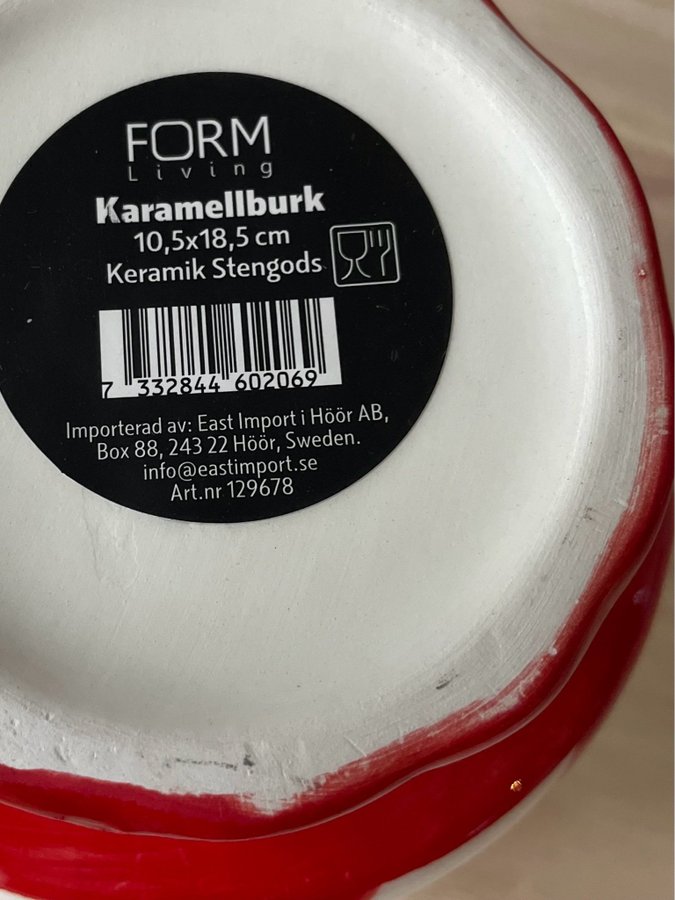 FORM
Living
Karamellburk
10,5x18,5 cm
Keramik Stengods
7 332844 602069
Importerad av: East Import i Höör AB,
Box 88, 243 22 Höör, Sweden.
info@eastimport.se
Art.nr 129678